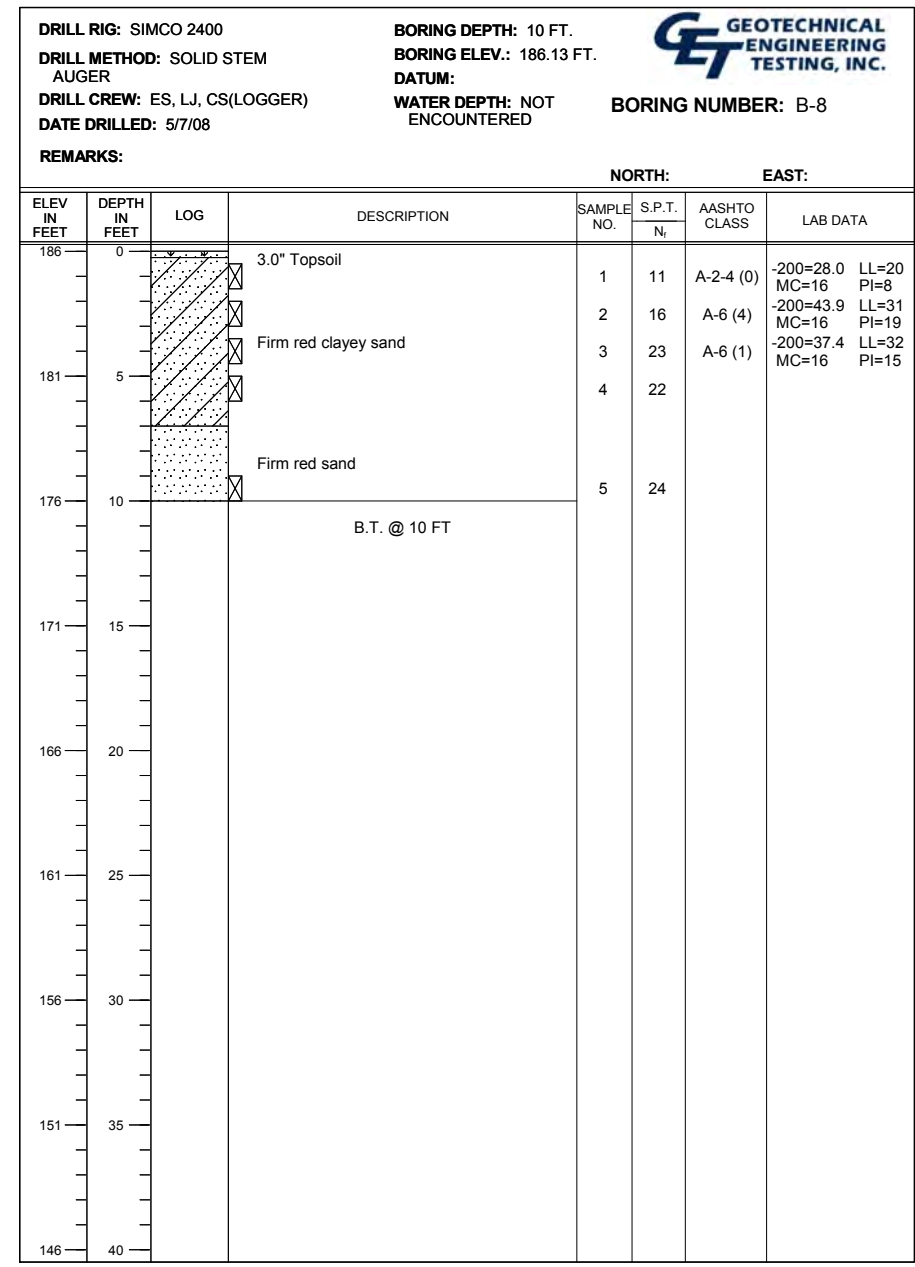 DRILL RIG: SIMCO 2400
DRILL METHOD: SOLID STEM
AUGER
DRILL CREW: ES, LJ, CS(LOGGER)
DATE DRILLED: 5/7/08
REMARKS:
BORING DEPTH: 10 FT.
BORING ELEV.: 186.13 FT.
DATUM:
WATER DEPTH: NOT
ENCOUNTERED
GET GEOTECHNICAL
ENGINEERING
TESTING, INC.
BORING NUMBER: B-8
NORTH: EAST:
ELEV
IN
FEET
DEPTH
IN
FEET
LOG
DESCRIPTION
SAMPLE
NO.
S.P.T.
Nr
AASHTO
CLASS
LAB DATA
186 0
3.0" Topsoil
1 11 A-2-4 (0) -200=28.0 LL=20
MC=16 PI=8
2 16 A-6 (4) -200=43.9 LL=31
MC=16 PI=19
Firm red clayey sand
3 23 A-6 (1) -200=37.4 LL=32
MC=16 PI=15
181 5
4 22
Firm red sand
5 24
176 10
B.T. @ 10 FT
171 15
166 20
161 25
156 30
151 35
146 40